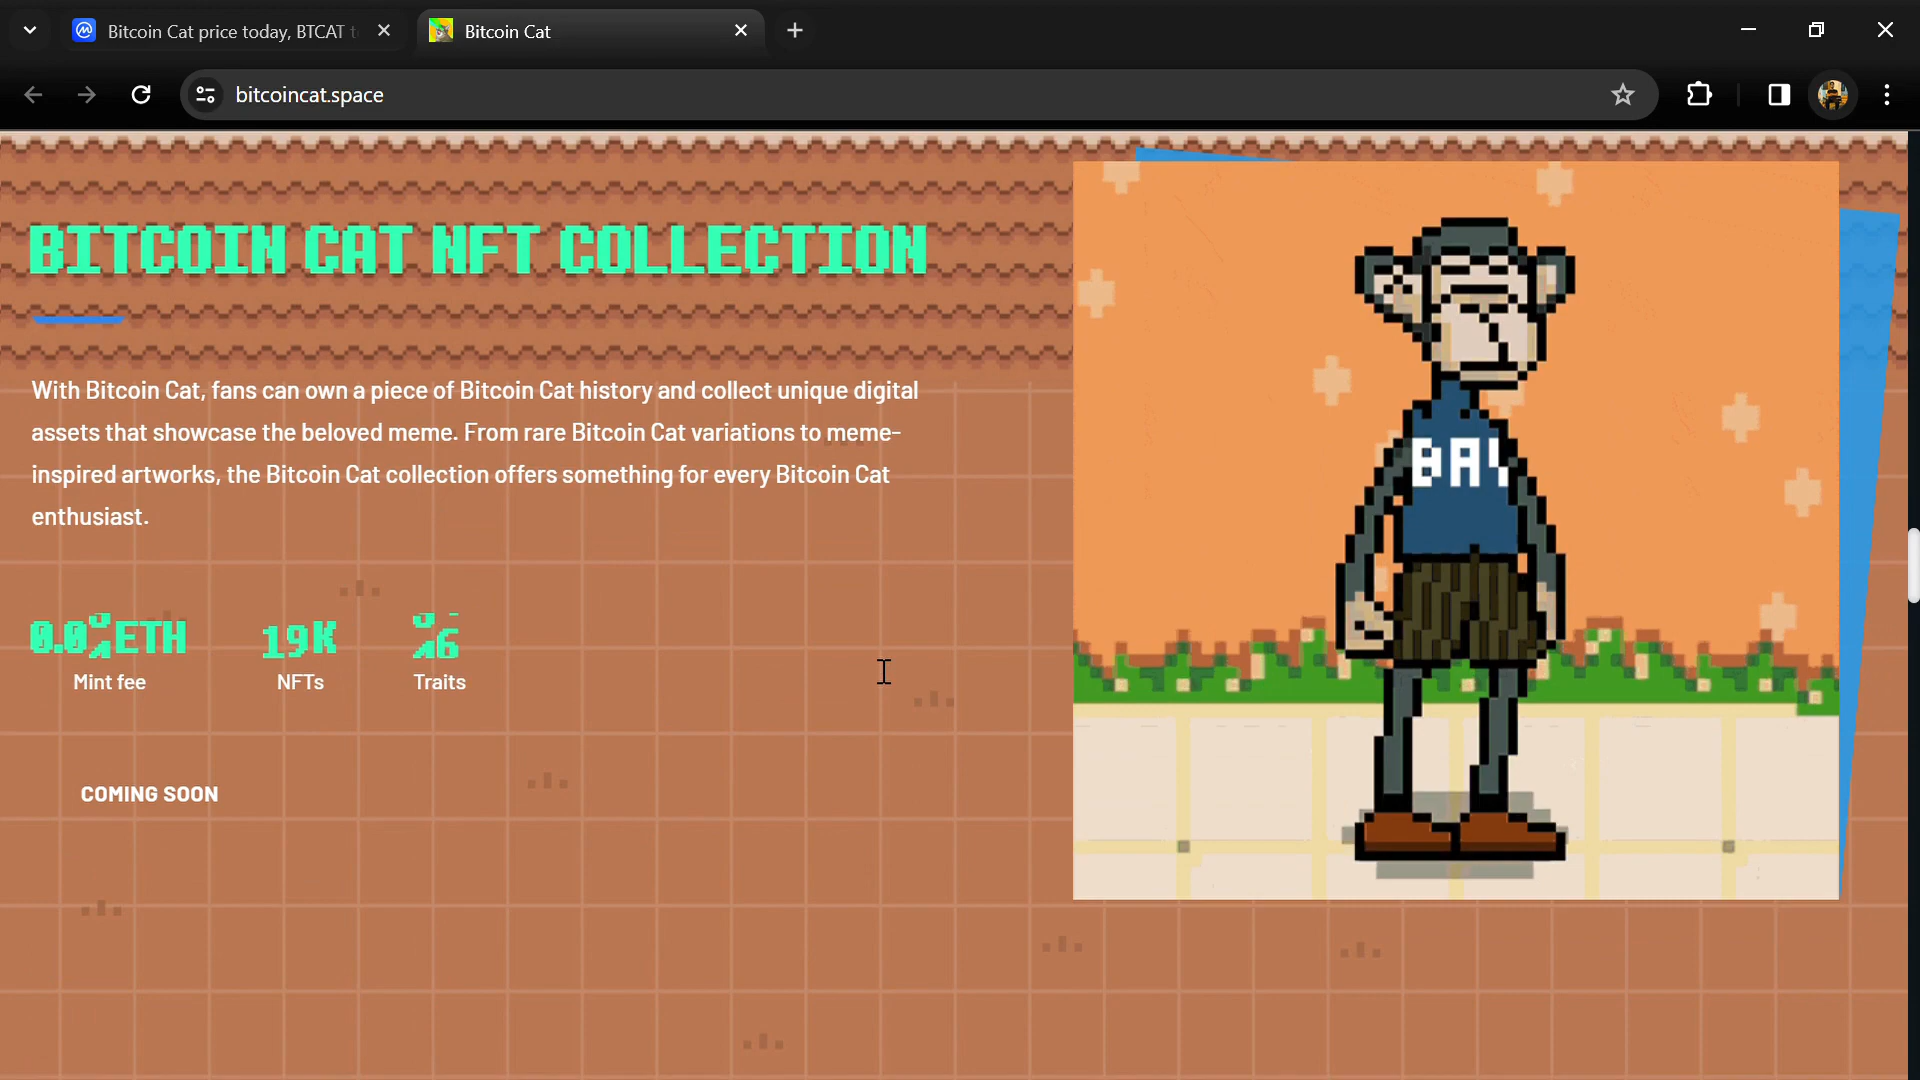 Bitcoin Cat price today, BTCAT
Bitcoin Cat
bitcoincat.space
BITCOIN CAT NFT COLLECTION
With Bitcoin Cat, fans can own a piece of Bitcoin Cat history and collect unique digital
assets that showcase the beloved meme. From rare Bitcoin Cat variations to meme-
inspired artworks, the Bitcoin Cat collection offers something for every Bitcoin Cat
enthusiast.
ETH
19K
Mint fee
NFTs
Traits
COMING SOON